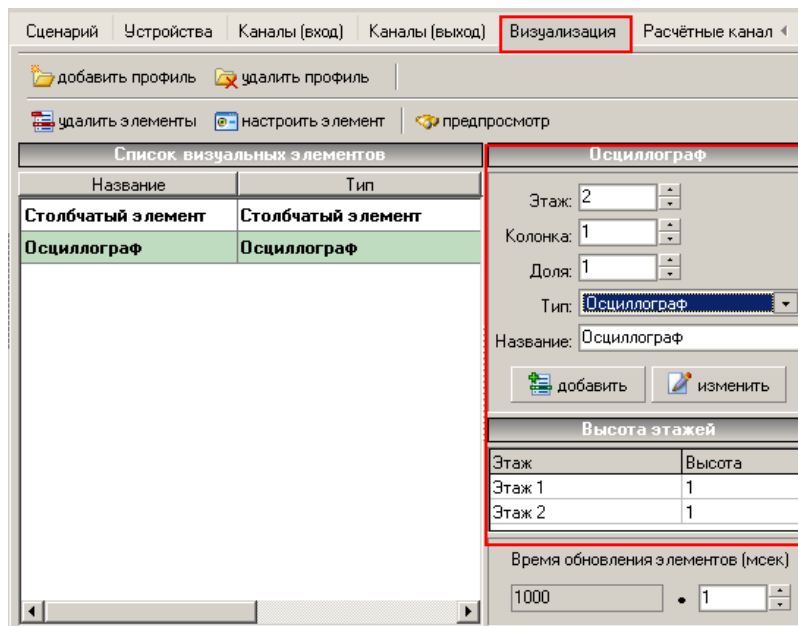 Сценарий Устройства Каналы (вход) Каналы (выход) Визуализация Расчётные канал
добавить профиль удалить профиль
удалить элементы настроить элемент предпросмотр
Список визуальных элементов
Название Тип
Столбчатый элемент Столбчатый элемент
Осциллограф Осциллограф
Осциллограф
Этаж: 2
Колонка: 1
Доля: 1
Тип: Осциллограф
Название: Осциллограф
добавить изменить
Высота этажей
Этаж Высота
Этаж 1 1
Этаж 2 1
Время обновления элементов (мсек)
1000 • 1